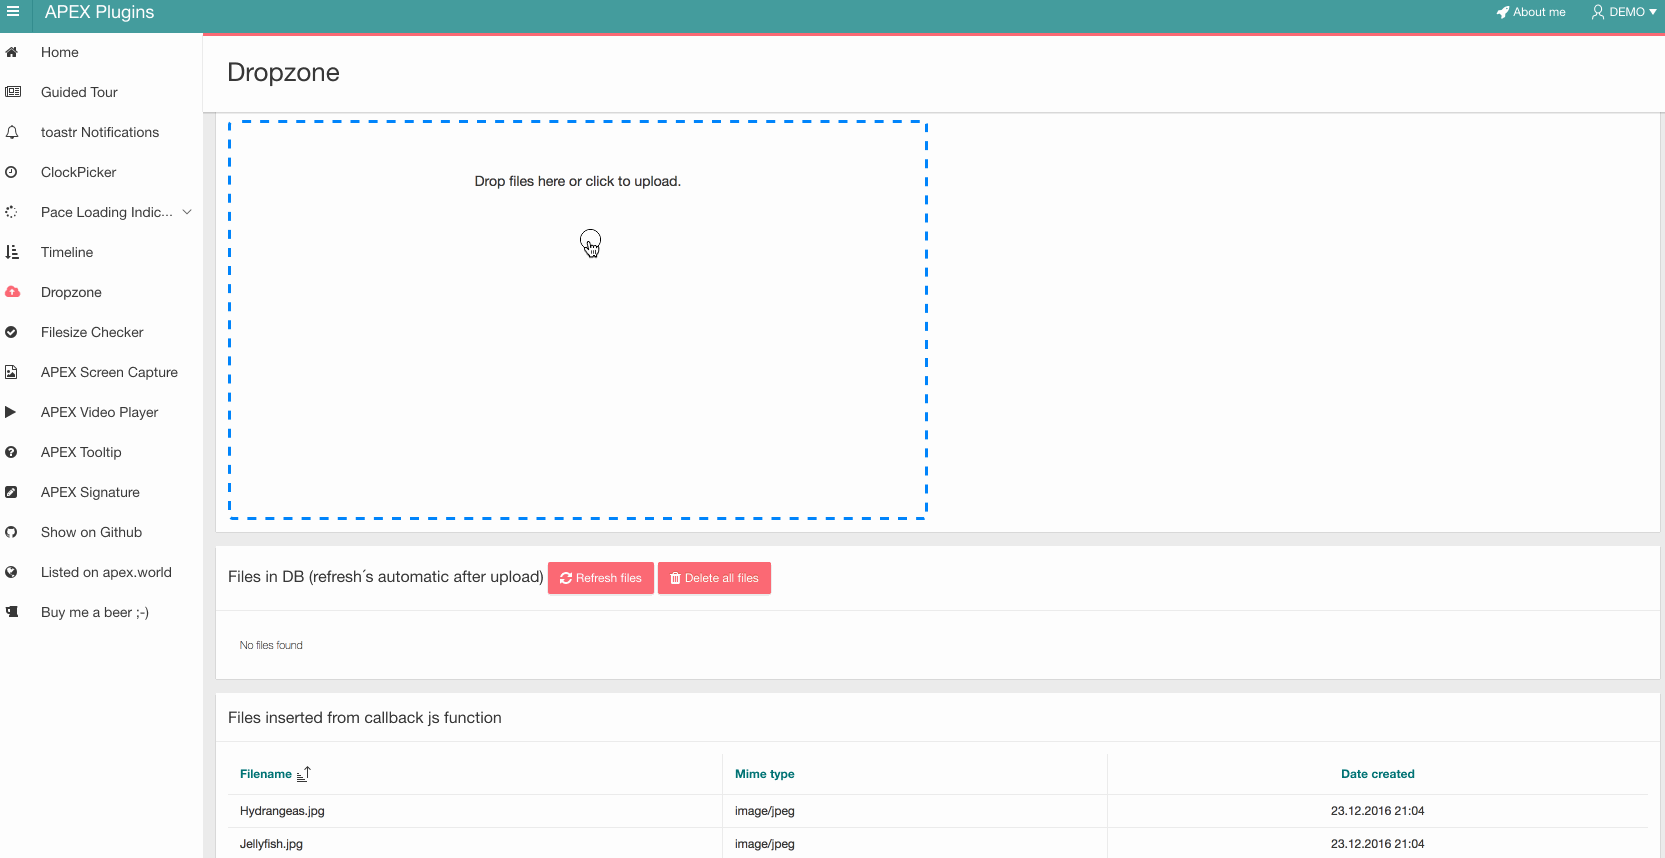 APEX Plugins
About me
DEMO
Home
Guided Tour
toastr Notifications
ClockPicker
Pace Loading Indic...
Timeline
Dropzone
Filesize Checker
APEX Screen Capture
APEX Video Player
APEX Tooltip
APEX Signature
Show on Github
Listed on apex.world
Buy me a beer ;-)
Dropzone
Drop files here or click to upload.
Files in DB (refresh´s automatic after upload)
Refresh files
Delete all files
No files found
Files inserted from callback js function
Filename Mime type Date created
Hydrangeas.jpg image/jpeg 23.12.2016 21:04
Jellyfish.jpg image/jpeg 23.12.2016 21:04